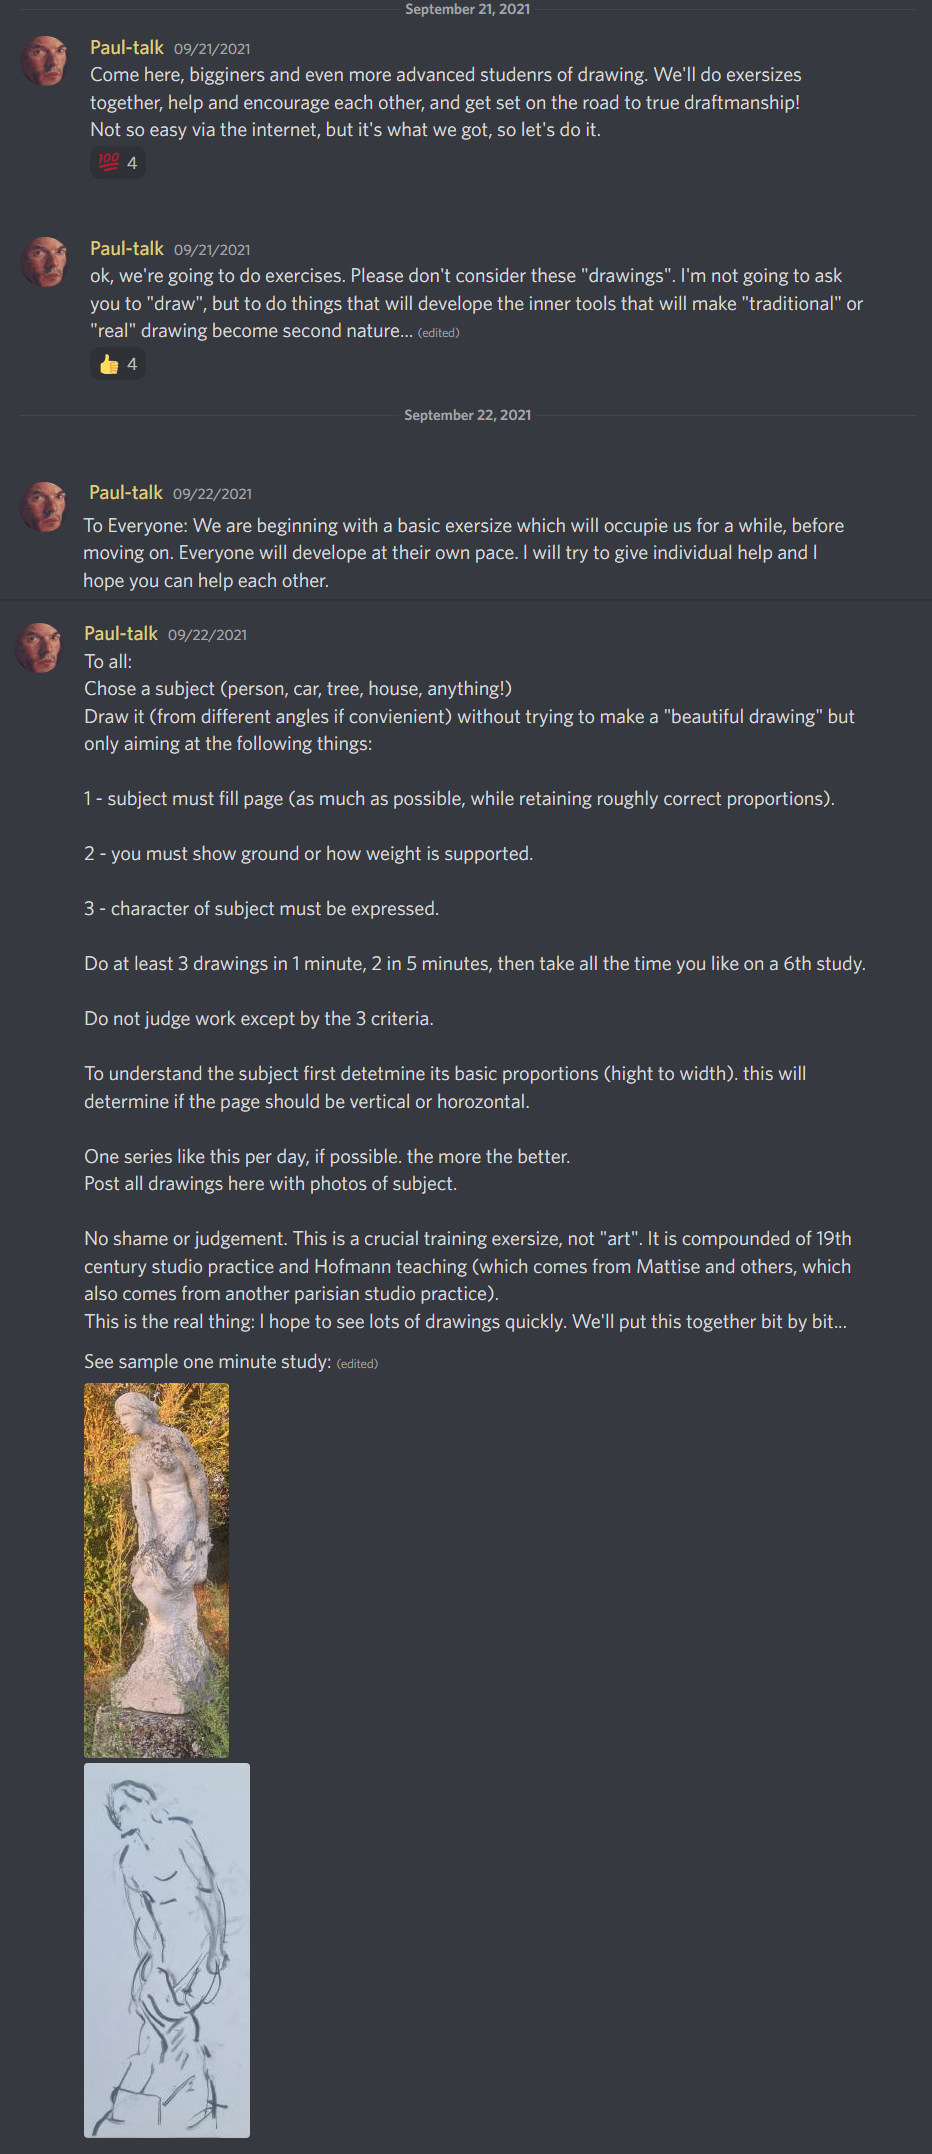 September 21, 2021
Paul-talk 09/21/2021
Come here, bigginers and even more advanced studenrs of drawing. We'll do exersizes
together, help and encourage each other, and get set on the road to true draftmanship!
Not so easy via the internet, but it's what we got, so let's do it.
100 4
Paul-talk 09/21/2021
ok, we're going to do exercises. Please don't consider these "drawings". I'm not going to ask
you to "draw", but to do things that will develope the inner tools that will make "traditional" or
"real" drawing become second nature... (edited)
4
September 22, 2021
Paul-talk 09/22/2021
To Everyone: We are beginning with a basic exersize which will occupie us for a while, before
moving on. Everyone will develope at their own pace. I will try to give individual help and I
hope you can help each other.
Paul-talk 09/22/2021
To all:
Chose a subject (person, car, tree, house, anything!)
Draw it (from different angles if convienient) without trying to make a "beautiful drawing" but
only aiming at the following things:
1 - subject must fill page (as much as possible, while retaining roughly correct proportions).
2 - you must show ground or how weight is supported.
3 - character of subject must be expressed.
Do at least 3 drawings in 1 minute, 2 in 5 minutes, then take all the time you like on a 6th study.
Do not judge work except by the 3 criteria.
To understand the subject first detetmine its basic proportions (hight to width). this will
determine if the page should be vertical or horozontal.
One series like this per day, if possible. the more the better.
Post all drawings here with photos of subject.
No shame or judgement. This is a crucial training exersize, not "art". It is compounded of 19th
century studio practice and Hofmann teaching (which comes from Mattise and others, which
also comes from another parisian studio practice).
This is the real thing: I hope to see lots of drawings quickly. We'll put this together bit by bit...
See sample one minute study: (edited)